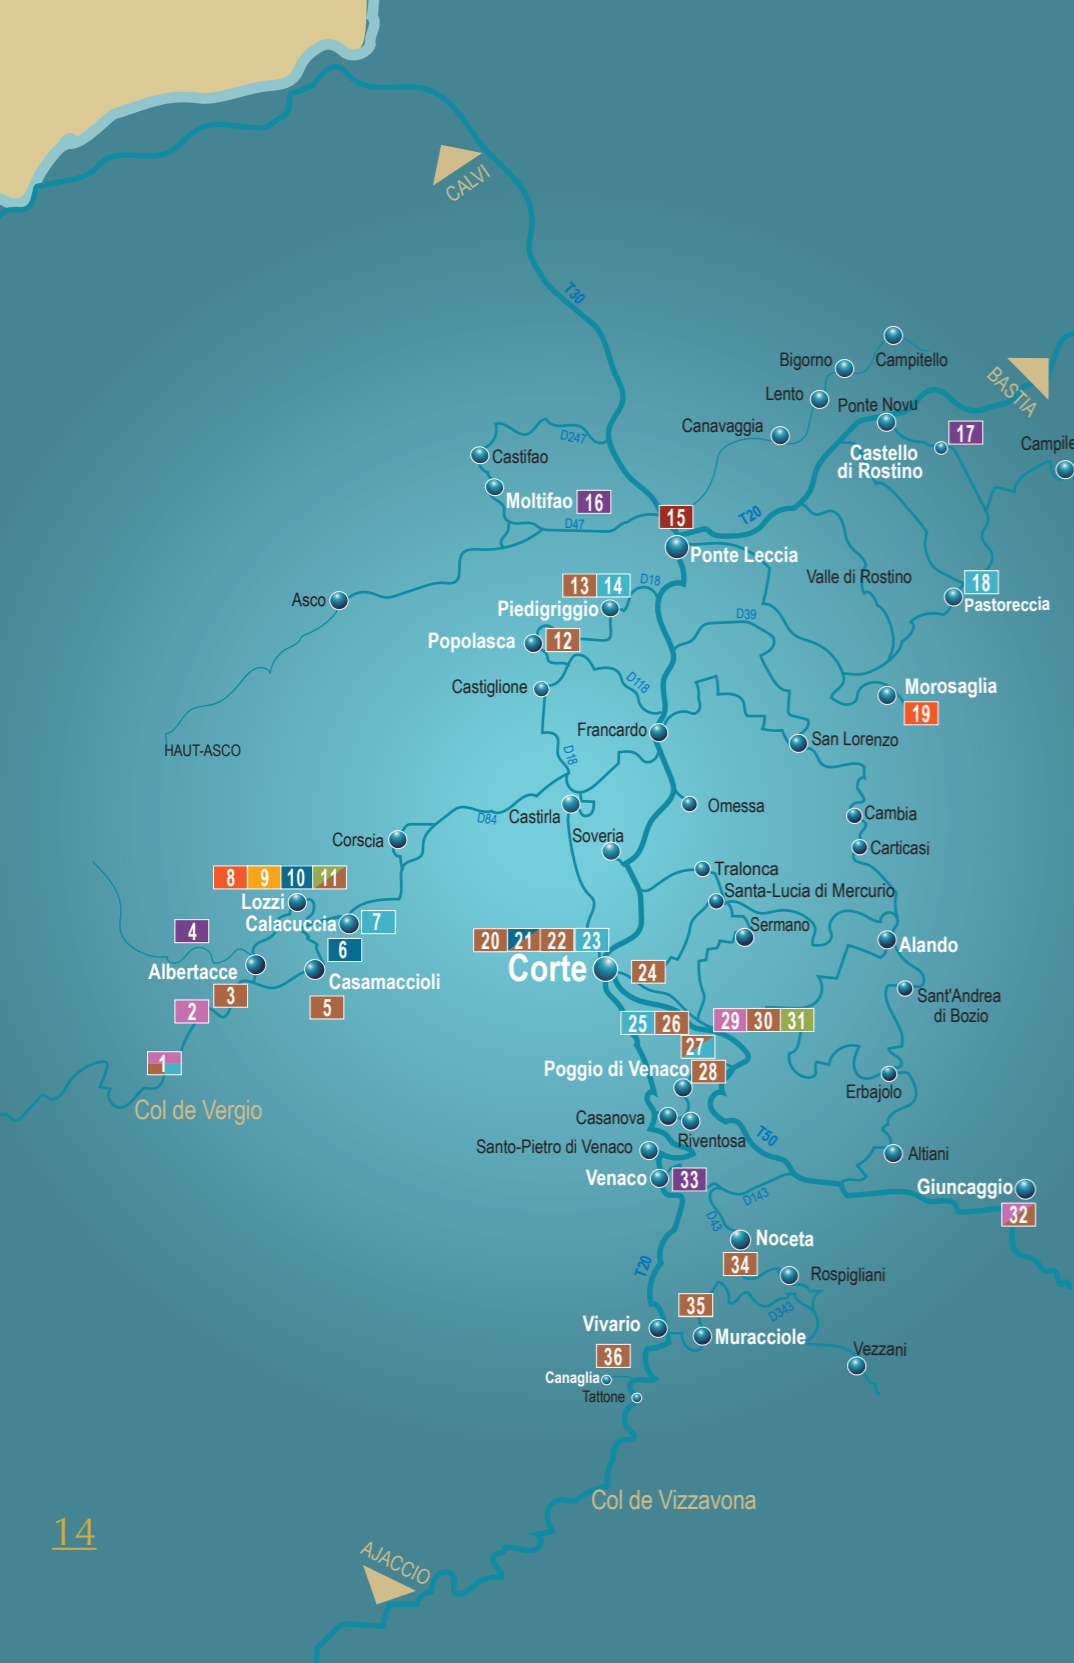 CALVI
T30
Campitello
Bigorno
BASTIA
Lento
Ponte Novu
Canavaggia
17
Campile
D247
Castifao
Castello
di Rostino
Moltifao 16
15
T20
D47
Ponte Leccia
Valle di Rostino
18
Pastoreccia
13 14
D18
Asco
Piedigriggio
D39
Popolasca 12
Castiglione
D118
Morosaglia
19
Francardo
San Lorenzo
HAUT-ASCO
D18
Omessa
D84
Castirla
Cambia
Corscia
Soveria
Carticasi
Tralonca
8 9 10 11
Santa-Lucia di Mercurio
Lozzi
Calacuccia 7
Sermano
4
6
20 21 22 23
Alando
Corte
24
Albertacce
Casamaccioli
3
5
2
Sant'Andrea
di Bozio
25 26
29 30 31
27
1
Poggio di Venaco 28
Erbajolo
Col de Vergio
Casanova
Riventosa
T50
Santo-Pietro di Venaco
Altiani
Venaco 33
D143
Giuncaggio
32
D43
Noceta
34
T20
Rospigliani
35
D343
Vivario
Muracciole
36
Vezzani
Canaglia
Tattone
Col de Vizzavona
14
AJACCIO